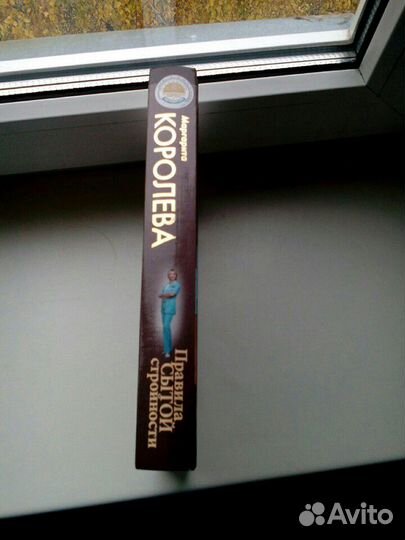 Маргарита
КОРОЛЕВА
Правила
СЫТОЙ
стройности
Avito